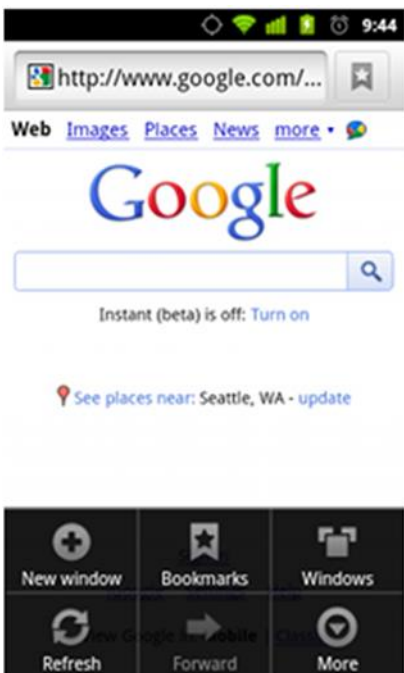 9:44
http://www.google.com/...
Web Images Places News more
Google
Instant (beta) is off: Turn on
See places near: Seattle, WA - update
New window Bookmarks Windows
Refresh Forward More